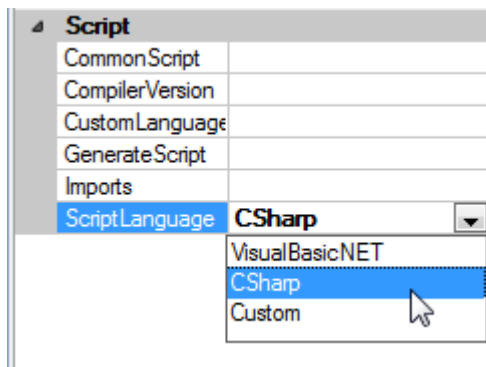 Script
CommonScript
CompilerVersion
CustomLanguage
GenerateScript
Imports
ScriptLanguage CSharp
VisualBasicNET
CSharp
Custom